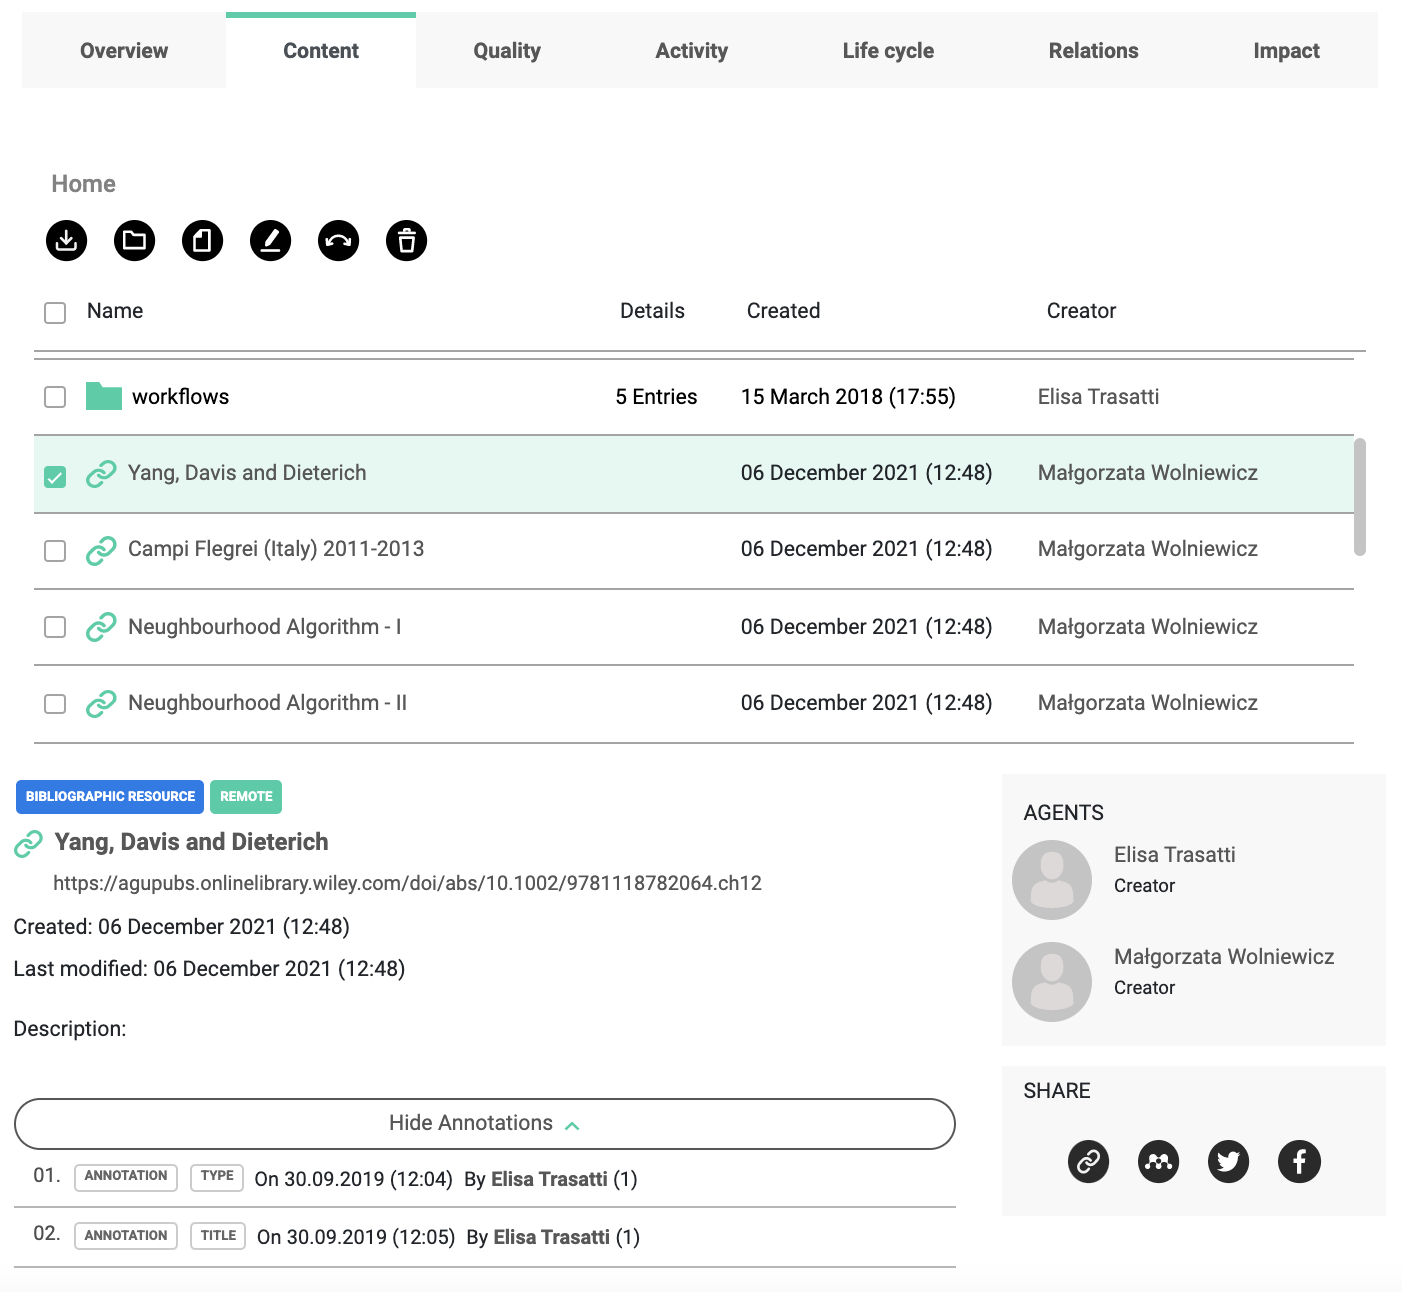 Overview Content Quality Activity Life cycle Relations Impact
Home
Name Details Created Creator
workflows 5 Entries 15 March 2018 (17:55) Elisa Trasatti
Yang, Davis and Dieterich 06 December 2021 (12:48) Małgorzata Wolniewicz
Campi Flegrei (Italy) 2011-2013 06 December 2021 (12:48) Małgorzata Wolniewicz
Neughbourhood Algorithm - I 06 December 2021 (12:48) Małgorzata Wolniewicz
Neughbourhood Algorithm - II 06 December 2021 (12:48) Małgorzata Wolniewicz
BIBLIOGRAPHIC RESOURCE REMOTE
Yang, Davis and Dieterich
https://agupubs.onlinelibrary.wiley.com/doi/abs/10.1002/9781118782064.ch12
Created: 06 December 2021 (12:48)
Last modified: 06 December 2021 (12:48)
Description:
Hide Annotations
01. ANNOTATION TYPE On 30.09.2019 (12:04) By Elisa Trasatti (1)
02. ANNOTATION TITLE On 30.09.2019 (12:05) By Elisa Trasatti (1)
AGENTS
Elisa Trasatti
Creator
Małgorzata Wolniewicz
Creator
SHARE